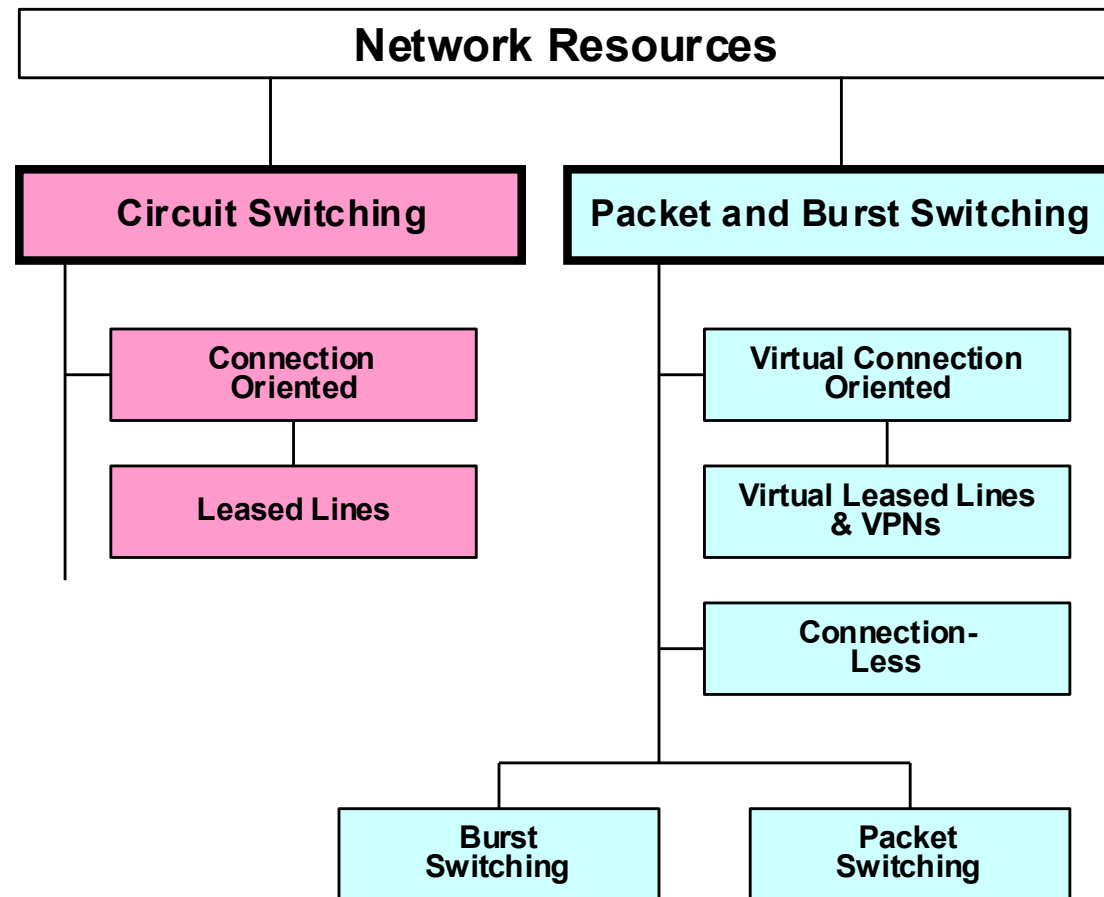 Network Resources
Circuit Switching
Packet and Burst Switching
Connection
Oriented
Leased Lines
Virtual Connection
Oriented
Virtual Leased Lines
& VPNs
Connection-
Less
Burst
Switching
Packet
Switching